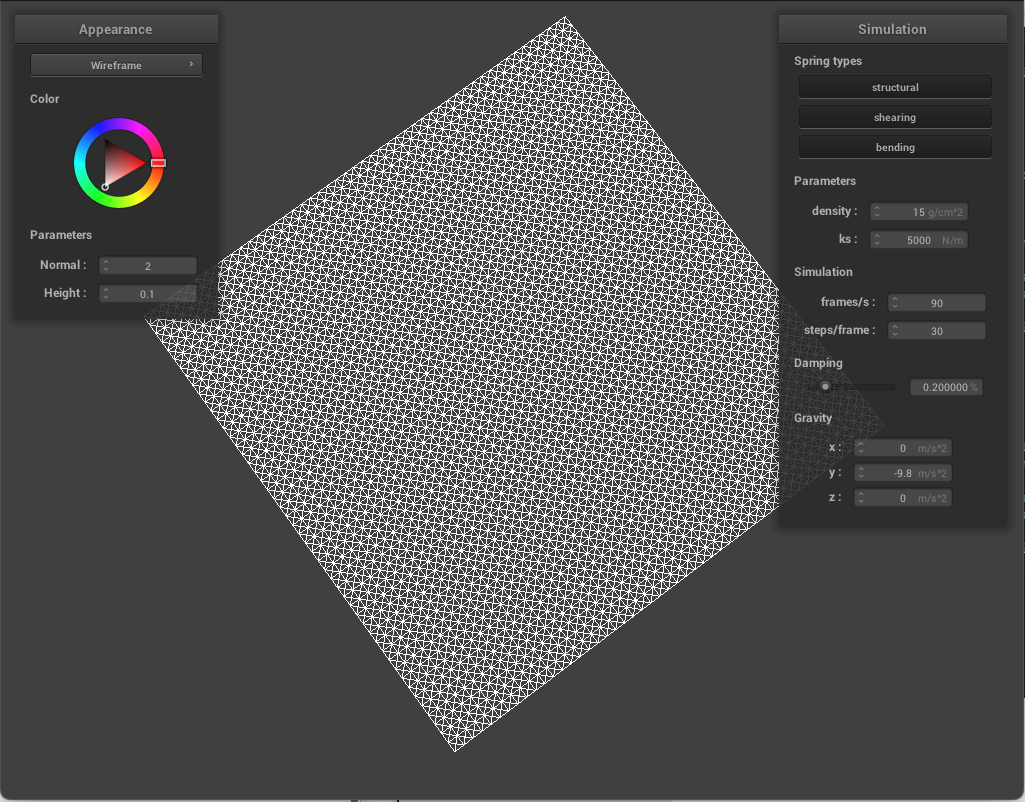 Appearance
Wireframe
Color
Parameters
Normal : 2
Height : 0.1
Simulation
Spring types
structural
shearing
bending
Parameters
density : 15 g/cm^2
ks : 5000 N/m
Simulation
frames/s : 90
steps/frame : 30
Damping
0.200000 %
Gravity
x : 0 m/s^2
y : -9.8 m/s^2
z : 0 m/s^2